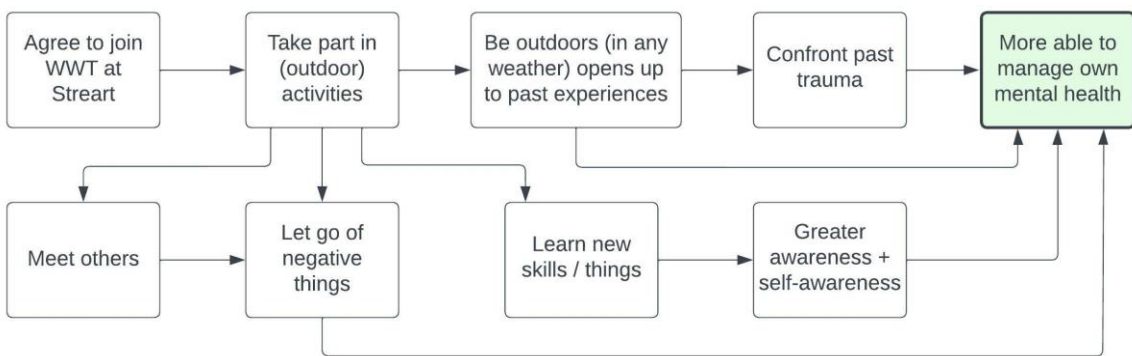 Agree to join
WWT at
Streart
Take part in
(outdoor)
activities
Be outdoors (in any
weather) opens up
to past experiences
Confront past
trauma
More able to
manage own
mental health
Meet others
Let go of
negative
things
Learn new
skills / things
Greater
awareness +
self-awareness